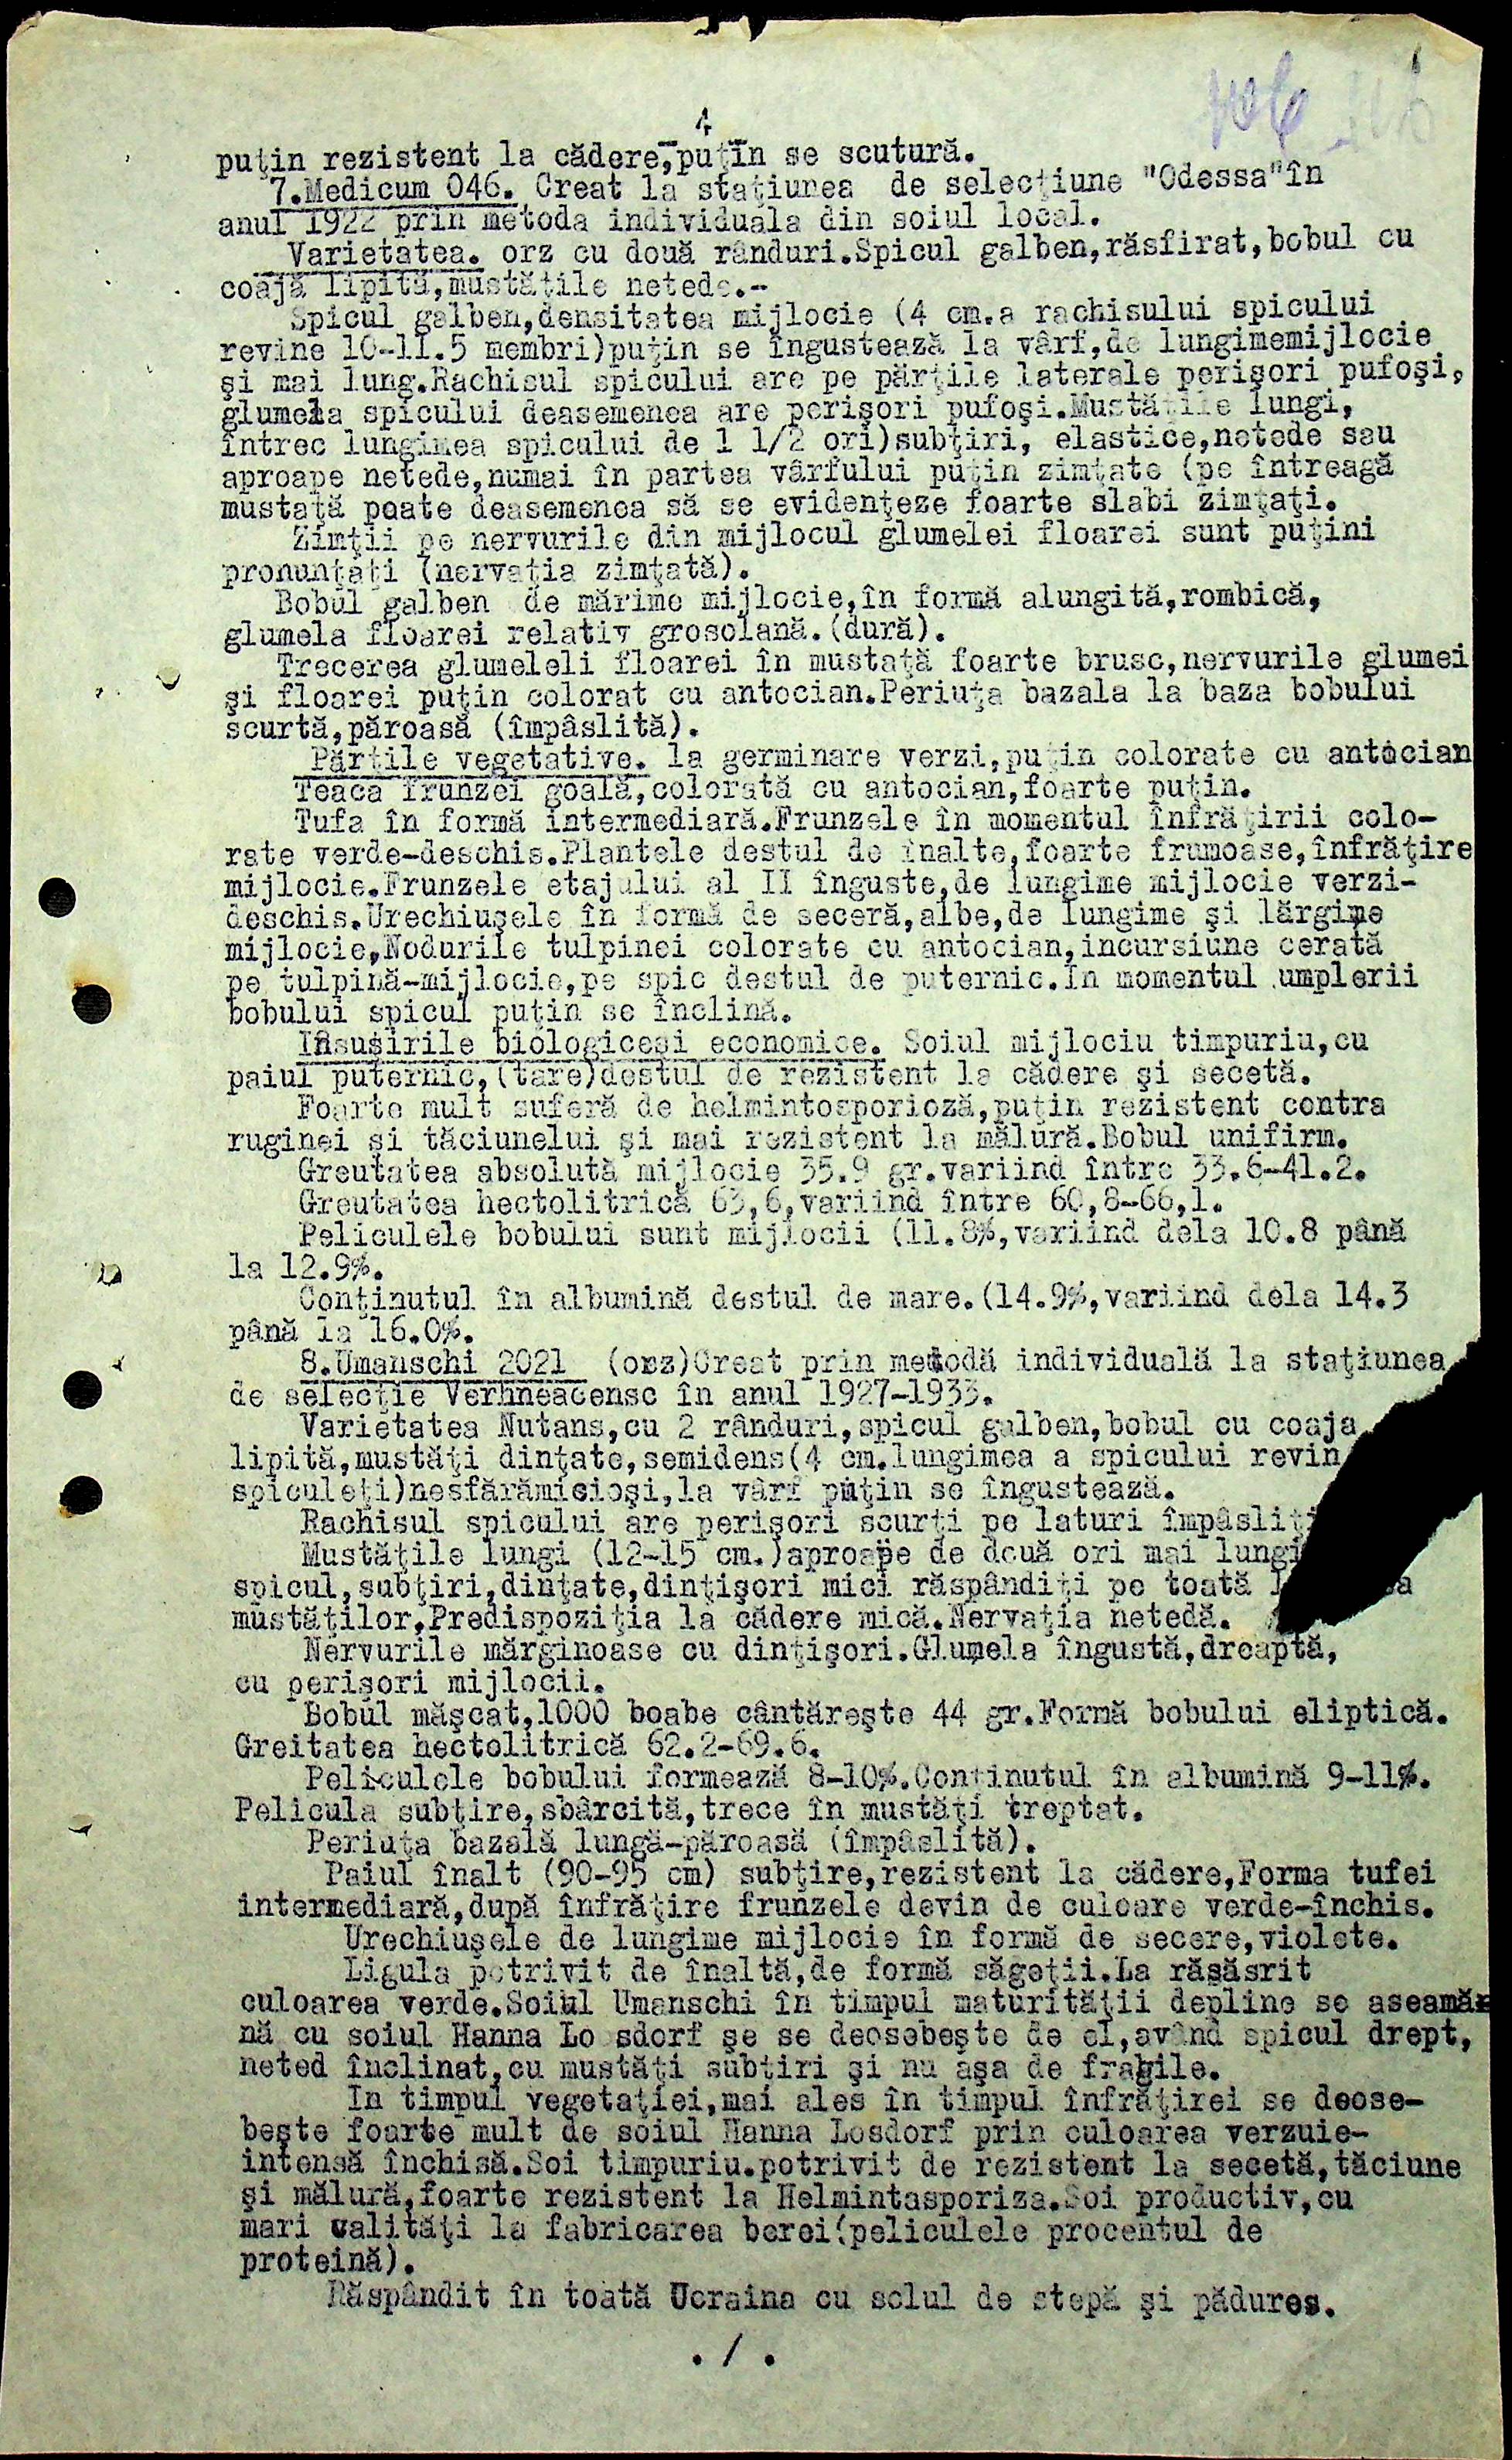 4
puţin rezistent la cădere,puţin se scutură.
7.Medicum 046. Creat la staţiunea de selecţiune "Odessa"în
anul 1922 prin metoda individuala din soiul local.
Varietatea. orz cu două rânduri.Spicul galben,răsfirat,bobul cu
coajă lipită,mustăţile netede.-
Spicul galben,densitatea mijlocie (4 cm.a rachisului spicului
revine 10-11.5 membri)puţin se îngustează la vârf,de lungimemijlocie
şi mai lung.Rachisul spicului are pe părţile laterale perişori pufoşi,
glumela spicului deasemenea are perişori pufoşi.Mustăţile lungi,
întrec lungimea spicului de 1 1/2 ori)subţiri, elastice,netede sau
aproape netede,numai în partea vârfului puţin zimţate (pe întreagă
mustaţă poate deasemenea să se evidenţeze foarte slabi zimţaţi.
Zimţii pe nervurile din mijlocul glumelei floarei sunt puţini
pronunţaţi (nervaţia zimţată).
Bobul galben de mărime mijlocie,în formă alungită,rombică,
glumela floarei relativ grosolană.(dură).
Trecerea glumeleli floarei în mustaţă foarte brusc,nervurile glumei
şi floarei puţin colorat cu antocian.Periuţa bazala la baza bobului
scurtă,păroasă (împâslită).
Părţile vegetative. la germinare verzi,puţin colorate cu antocian
Teaca frunzei goală,colorată cu antocian,foarte puţin.
Tufa în formă intermediară.Frunzele în momentul înfrăţirii colo-
rate verde-deschis.Plantele destul de înalte,foarte frumoase,înfrăţire
mijlocie.Frunzele etajului al II înguste,de lungime mijlocie verzi-
deschis.Urechiuşele în formă de seceră,albe,de lungime şi lărgime
mijlocie,Nodurile tulpinei colorate cu antocian,incursiune cerată
pe tulpină-mijlocie,pe spic destul de puternic.In momentul umplerii
bobului spicul puţin se înclină.
Insuşirile biologiceşi economice. Soiul mijlociu timpuriu,cu
paiul puternic,(tare)destul de rezistent la cădere şi secetă.
Foarte mult suferă de helmintosporioză,puţin rezistent contra
ruginei şi tăciunelui şi mai rezistent la mălură.Bobul unifirm.
Greutatea absolută mijlocie 35.9 gr.variind între 33.6-41.2.
Greutatea hectolitrică 63,6,variind între 60,8-66,1.
Peliculele bobului sunt mijlocii (11.8%,variind dela 10.8 până
la 12.9%.
Conţinutul în albumină destul de mare.(14.9%,variind dela 14.3
până la 16.0%.
8.Umanschi 2021 (orz)Creat prin metodă individuală la staţiunea
de selecţie Verhneacensc în anul 1927-1933.
Varietatea Nutans,cu 2 rânduri,spicul galben,bobul cu coaja
lipită,mustăţi dinţate,semidens(4 cm.lungimea a spicului revin
spiculeţi)nesfărămicioşi,la vârf puţin se îngustează.
Rachisul spicului are perişori scurţi pe laturi împâsliţi
Mustăţile lungi (12-15 cm.)aproape de două ori mai lungi
spicul,subţiri,dinţate,dinţişori mici răspândiţi pe toată
mustăţilor,Predispoziţia la cădere mică.Nervaţia netedă.
Nervurile mărginoase cu dinţişori.Glumela îngustă,dreaptă,
cu perişori mijlocii.
Bobul măşcat,1000 boabe cântăreşte 44 gr.Formă bobului eliptică.
Greitatea hectolitrică 62.2-69.6.
Peliculele bobului formează 8-10%.Conţinutul în albumină 9-11%.
Pelicula subţire,sbârcită,trece în mustăţi treptat.
Periuţa bazală lungă-păroasă (împâslită).
Paiul înalt (90-95 cm) subţire,rezistent la cădere,Forma tufei
intermediară,după înfrăţire frunzele devin de culoare verde-închis.
Urechiuşele de lungime mijlocie în formă de secere,violete.
Ligula potrivit de înaltă,de formă săgeţii.La răsăsrit
culoarea verde.Soiul Umanschi în timpul maturităţii depline se aseamăn
nă cu soiul Hanna Lo sdorf şe se deosebeşte de el,având spicul drept,
neted înclinat,cu mustăţi subţiri şi nu aşa de fragile.
In timpul vegetaţiei,mai ales în timpul înfrăţirei se deose-
beşte foarte mult de soiul Hanna Losdorf prin culoarea verzuie-
intensă închisă.Soi timpuriu.potrivit de rezistent la secetă,tăciune
şi mălură,foarte rezistent la Helmintasporiza.Soi productiv,cu
mari calităţi la fabricarea berei(peliculele procentul de
proteină).
Răspândit în toată Ucraina cu solul de stepă şi pădures.
./.